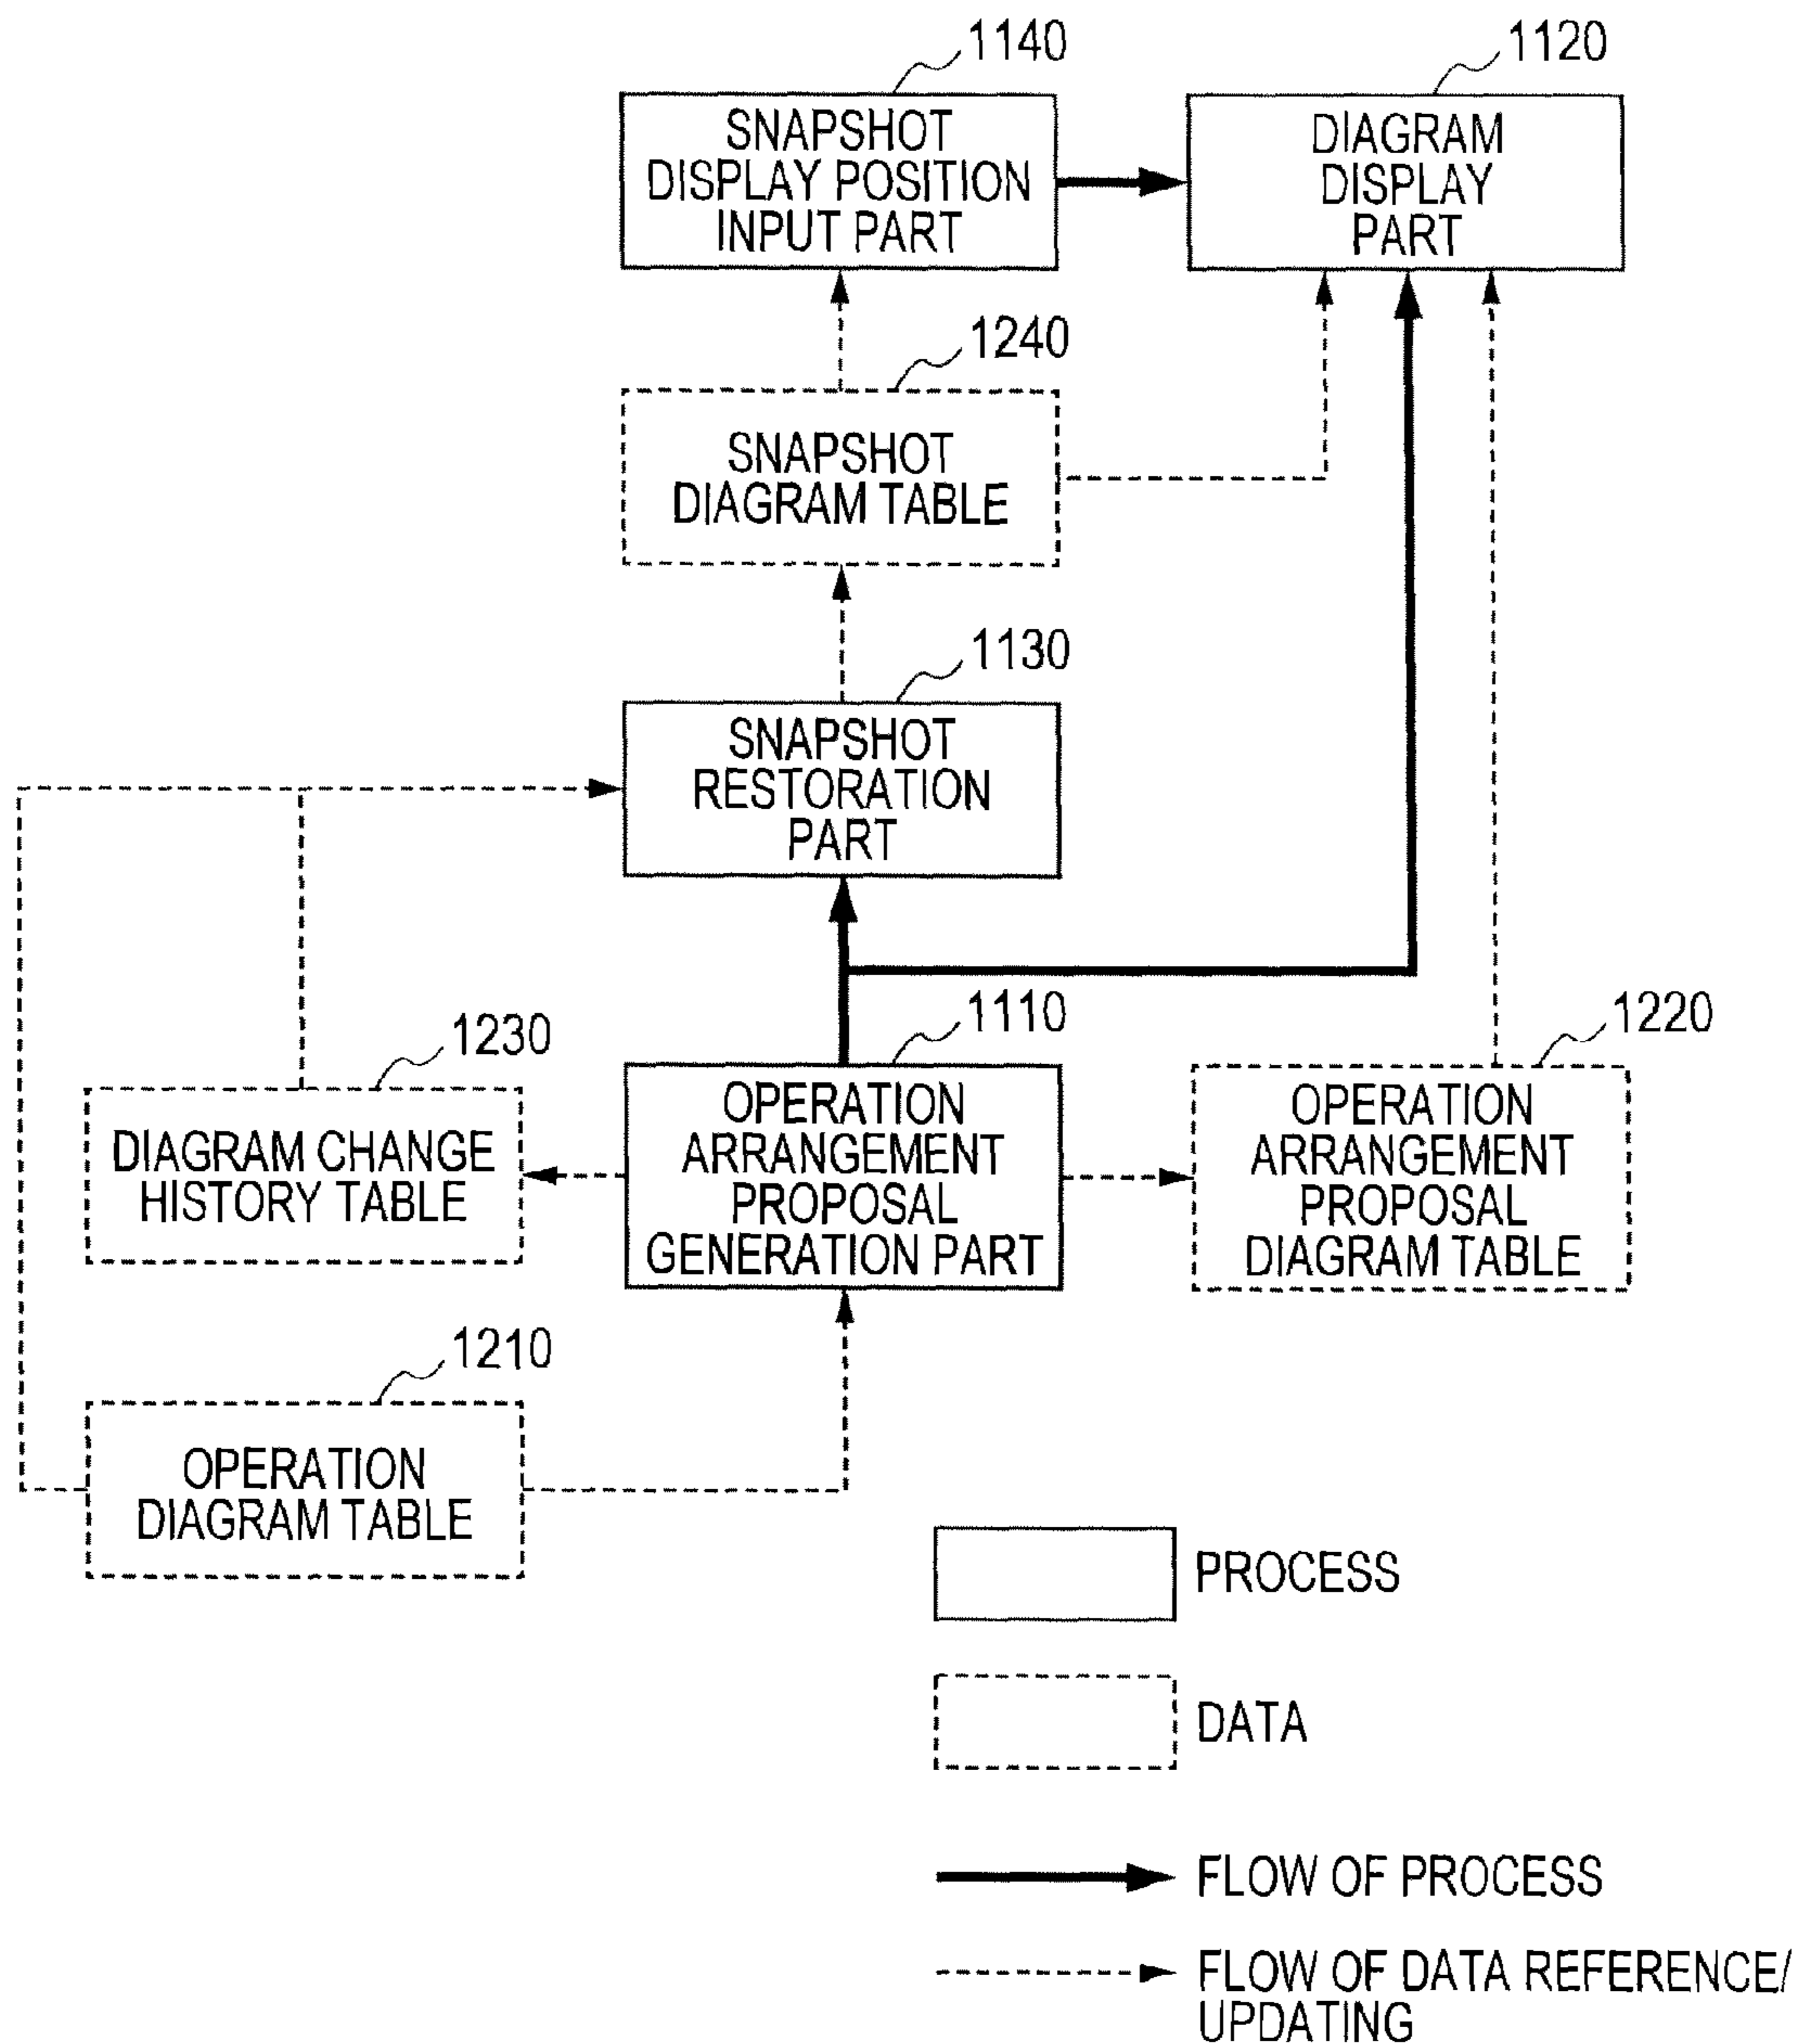 1140
1120
SNAPSHOT
DISPLAY POSITION
INPUT PART
DIAGRAM
DISPLAY
PART
1240
SNAPSHOT
DIAGRAM TABLE
1130
SNAPSHOT
RESTORATION
PART
1230
1110
1220
DIAGRAM CHANGE
HISTORY TABLE
OPERATION
ARRANGEMENT
PROPOSAL
GENERATION PART
OPERATION
ARRANGEMENT
PROPOSAL
DIAGRAM TABLE
1210
OPERATION
DIAGRAM TABLE
PROCESS
DATA
FLOW OF PROCESS
FLOW OF DATA REFERENCE/
UPDATING